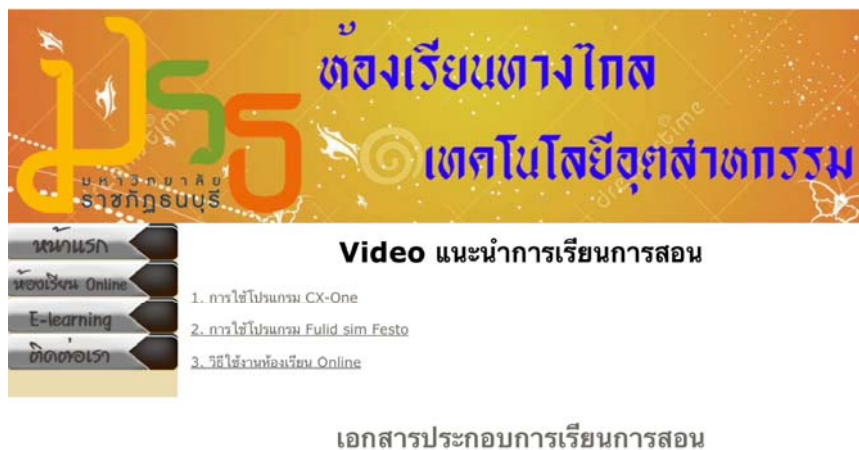 มรธ
มหาวิทยาลัย
ราชภัฏธนบุรี
ห้องเรียนทางไกล
เทคโนโลยีอุตสาหกรรม
หน้าแรก
ห้องเรียน Online
E-learning
ติดต่อเรา
Video แนะนำการเรียนการสอน
1. การใช้โปรแกรม CX-One
2. การใช้โปรแกรม Fulid sim Festo
3. วิธีใช้งานห้องเรียน Online
เอกสารประกอบการเรียนการสอน